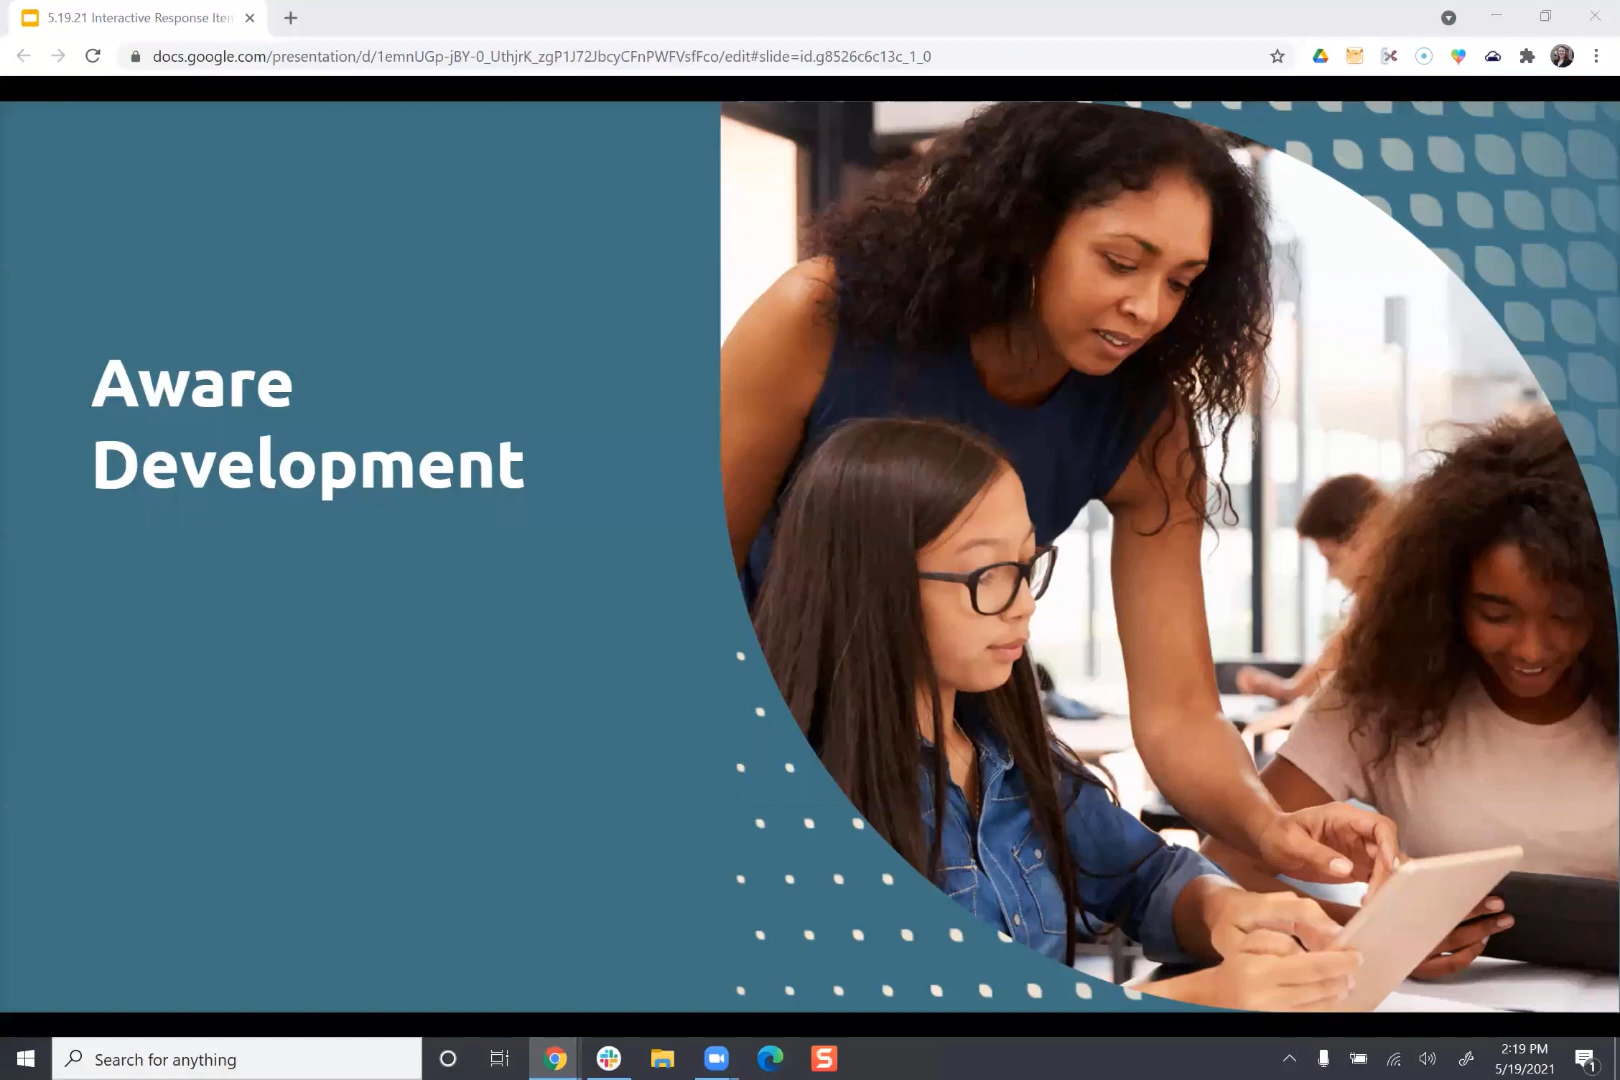 5.19.21 Interactive Response Iten
docs.google.com/presentation/d/1emnUGp-jBY-0_UthjrK_zgP1J72JbcyCFnPWFVsfFco/edit#slide=id.g8526c6c13c_1_0
Aware
Development
Search for anything
S
2:19 PM
5/19/2021
1